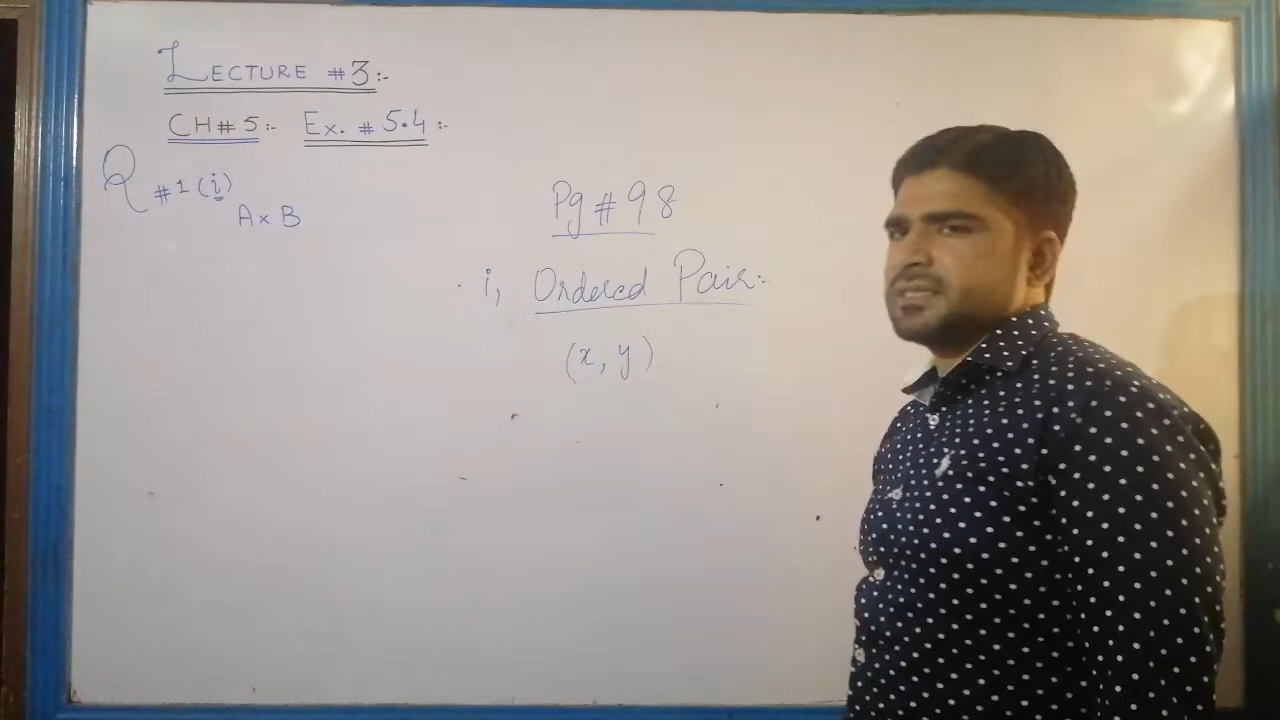 LECTURE #3:-
CH#5:- Ex. # 5.4:-
Q #1 (i)
A×B
Pg # 98
i, Ordered Pair:-
(x, y)